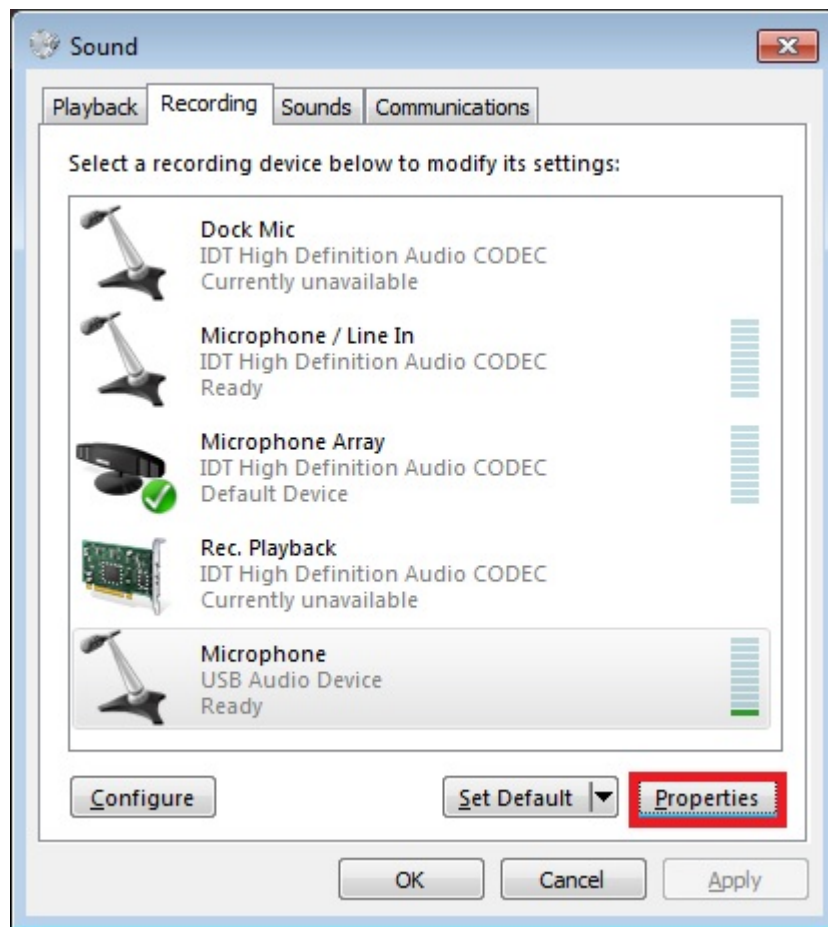 Sound
Playback Recording Sounds Communications
Select a recording device below to modify its settings:
Dock Mic
IDT High Definition Audio CODEC
Currently unavailable
Microphone / Line In
IDT High Definition Audio CODEC
Ready
Microphone Array
IDT High Definition Audio CODEC
Default Device
Rec. Playback
IDT High Definition Audio CODEC
Currently unavailable
Microphone
USB Audio Device
Ready
Configure Set Default Properties
OK Cancel Apply